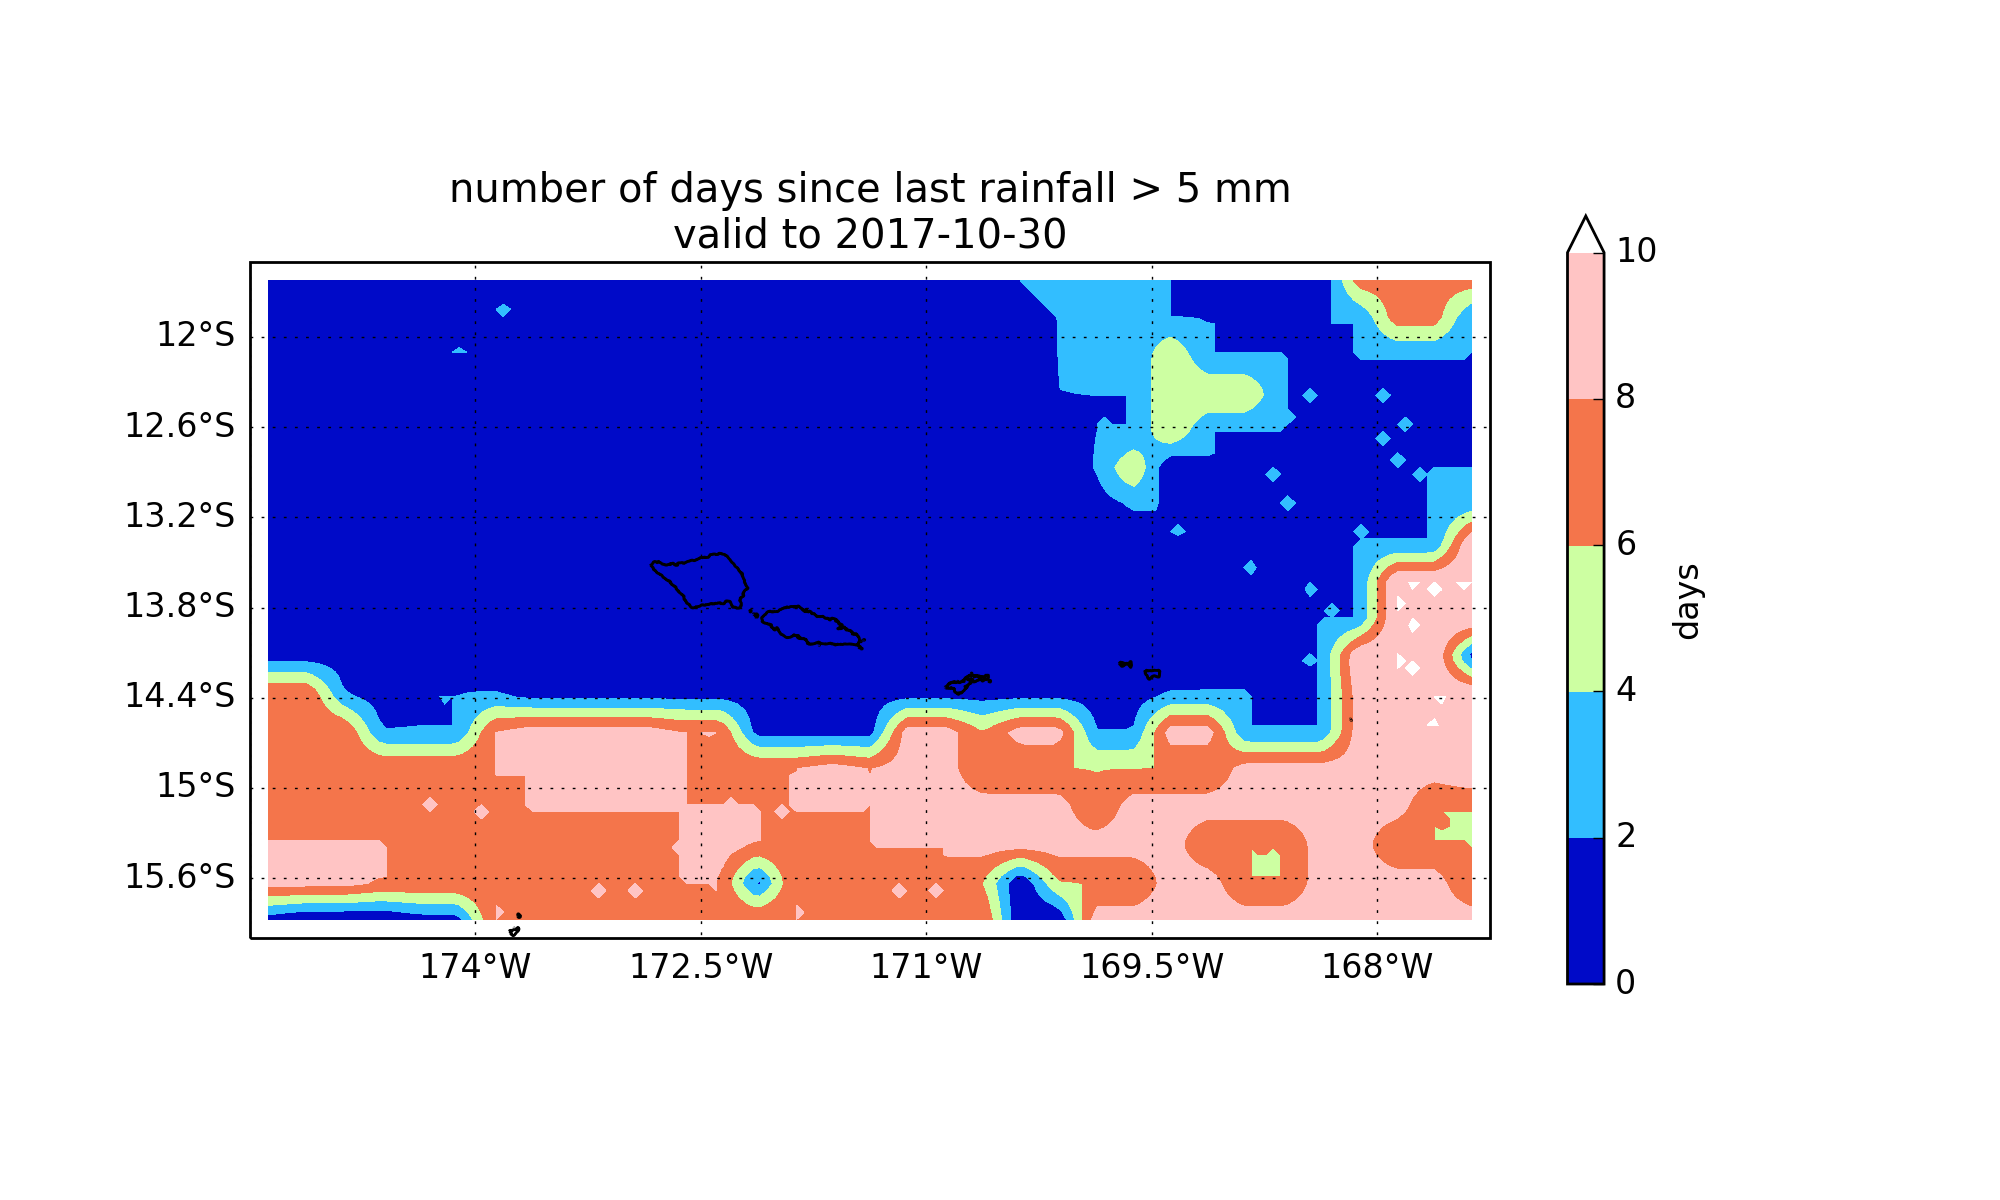 number of days since last rainfall > 5 mm
valid to 2017-10-30
12°S
12.6°S
13.2°S
13.8°S
14.4°S
15°S
15.6°S
174°W
172.5°W
171°W
169.5°W
168°W
10
8
6
4
2
0
days